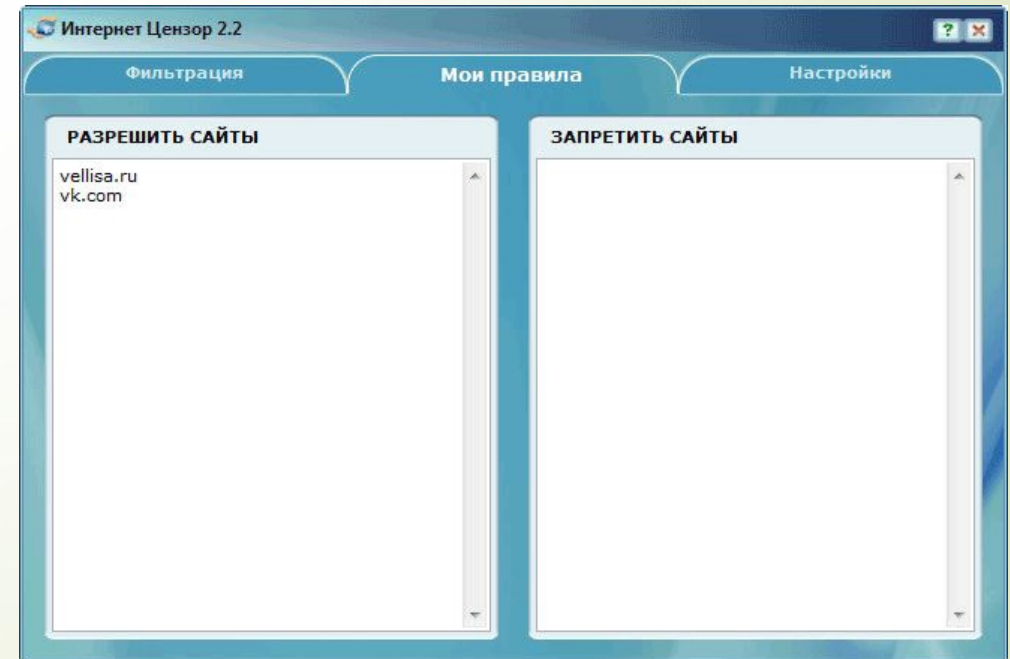 Интернет Цензор 2.2
Фильтрация
Мои правила
Настройки
РАЗРЕШИТЬ САЙТЫ
vellisa.ru
vk.com
ЗАПРЕТИТЬ САЙТЫ